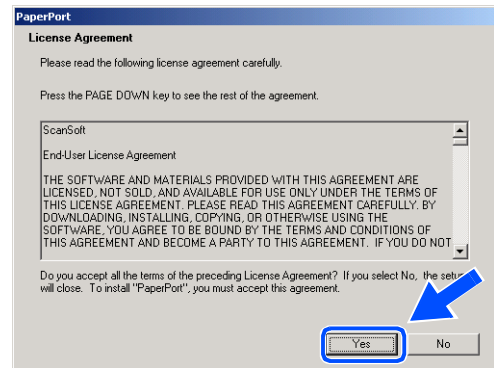 PaperPort
License Agreement
Please read the following license agreement carefully.
Press the PAGE DOWN key to see the rest of the agreement.
ScanSoft
End-User License Agreement
THE SOFTWARE AND MATERIALS PROVIDED WITH THIS AGREEMENT ARE
LICENSED, NOT SOLD, AND AVAILABLE FOR USE ONLY UNDER THE TERMS OF
THIS LICENSE AGREEMENT. PLEASE READ THIS AGREEMENT CAREFULLY. BY
DOWNLOADING, INSTALLING, COPYING, OR OTHERWISE USING THE
SOFTWARE, YOU AGREE TO BE BOUND BY THE TERMS AND CONDITIONS OF
THIS AGREEMENT AND BECOME A PARTY TO THIS AGREEMENT. IF YOU DO NOT
Do you accept all the terms of the preceding License Agreement? If you select No, the setup
will close. To install "PaperPort", you must accept this agreement.
Yes No